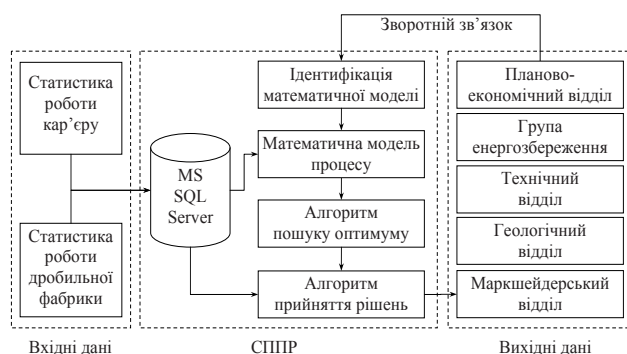 Зворотній зв’язок
Статистика
роботи
кар’єру
Статистика
роботи
дробильної
фабрики
MS
SQL
Server
Ідентифікація
математичної моделі
Математична модель
процесу
Алгоритм
пошуку оптимуму
Алгоритм
прийняття рішень
Планово-
економічний відділ
Група
енергозбереження
Технічний
відділ
Геологічний
відділ
Маркшейдерський
відділ
Вхідні дані
СППР
Вихідні дані